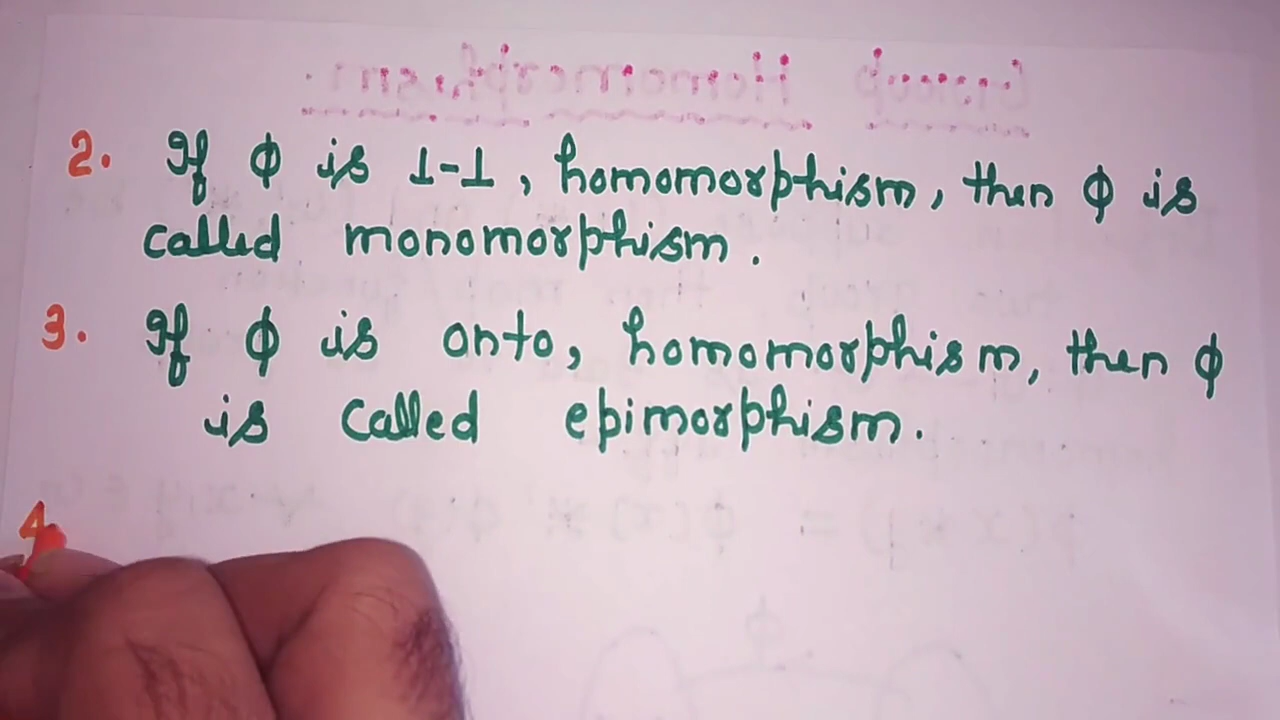 2. If ϕ is 1-1, homomorphism, then ϕ is
called monomorphism.
3. If ϕ is onto, homomorphism, then ϕ
is called epimorphism.
4